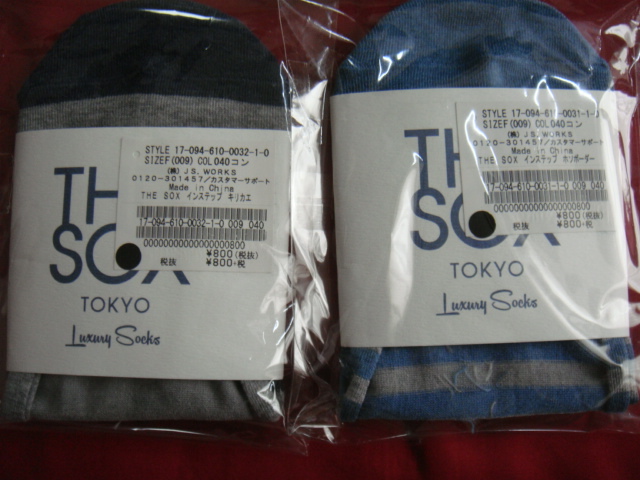 STYLE 17-094-610-0032-1-0
SIZEF(009) COL040コン
(株) J.S. WORKS
0120-301457/カスタマーサポート
Made in China
THE SOX インステップ キリカエ
17-094-610-0032-1-0 009 040
00000000000000000800
¥800(税抜)
税抜 ¥800+税
TH
SOX
TOKYO
Luxury Socks
STYLE 17-094-610-0031-1-0
SIZEF(009) COL040コン
(株) J.S. WORKS
0120-301457/カスタマーサポート
Made in China
THE SOX インステップ ホソボーダー
17-094-610-0031-1-0 009 040
00000000000000000800
¥800(税抜)
税抜 ¥800+税
TH
SOX
TOKYO
Luxury Socks